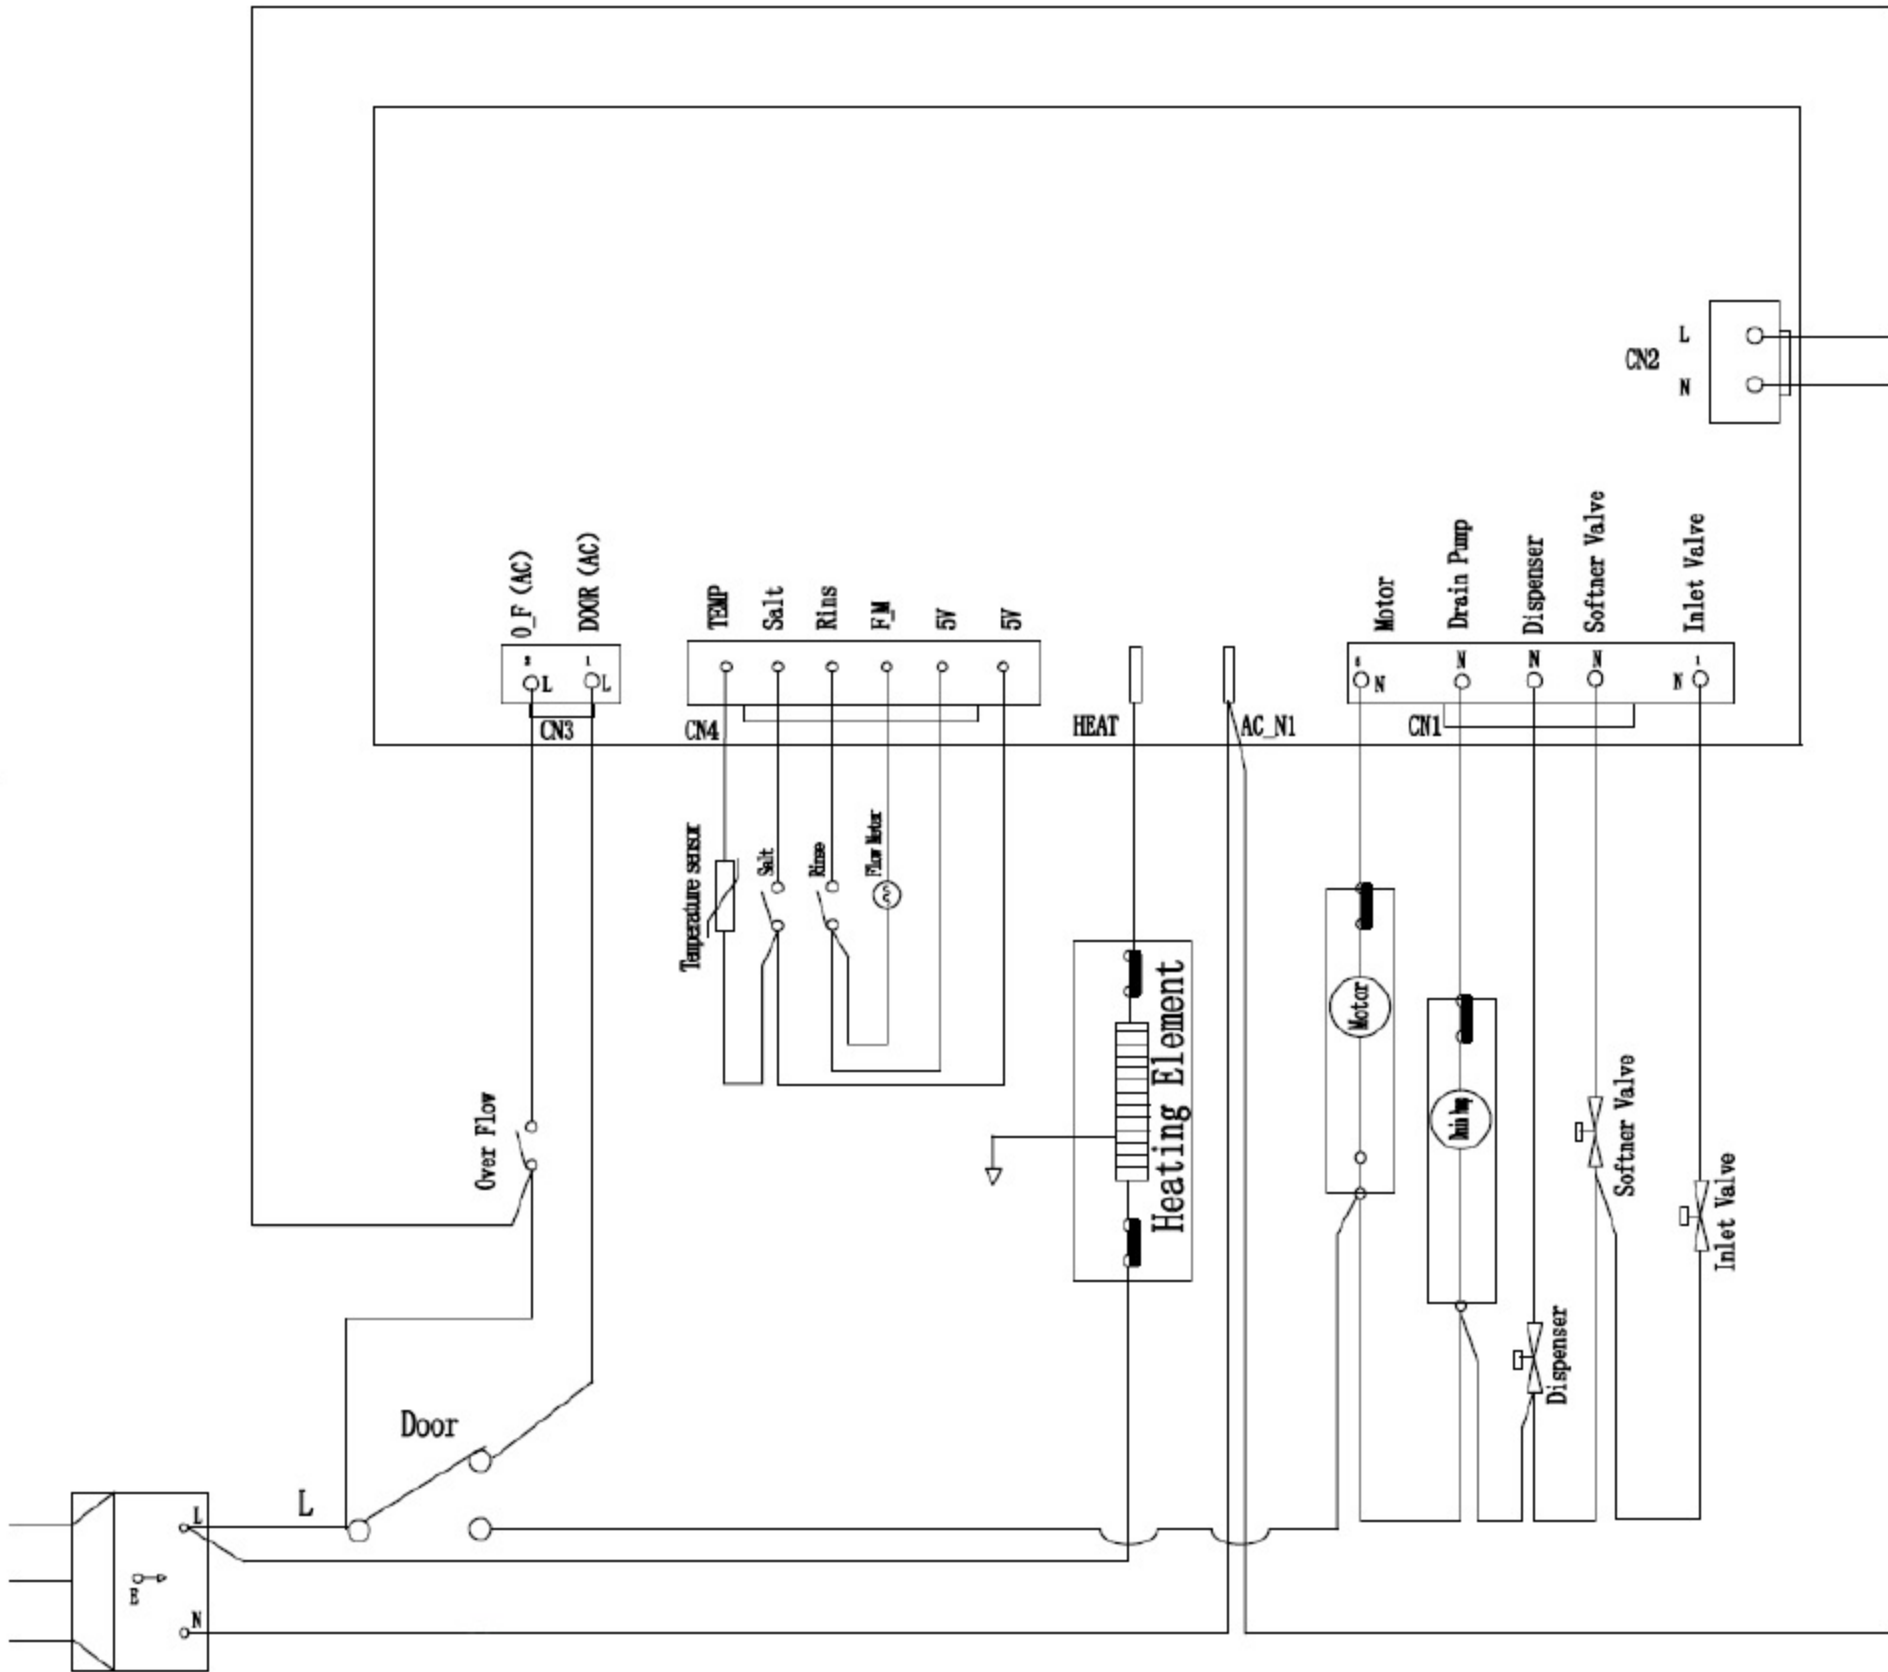 L
CN2
N
O_F (AC)
DOOR (AC)
TEMP
Salt
Rins
F_M
5V
5V
Motor
Drain Pump
Dispenser
Softner Valve
Inlet Valve
1
1
L
L
N
N
N
N
N
CN3
CN4
HEAT
AC_N1
CN1
Temperature sensor
Salt
Rinse
Flow Meter
Heating Element
Motor
Over Flow
Softner Valve
Inlet Valve
Dispenser
Door
L
L
E
N